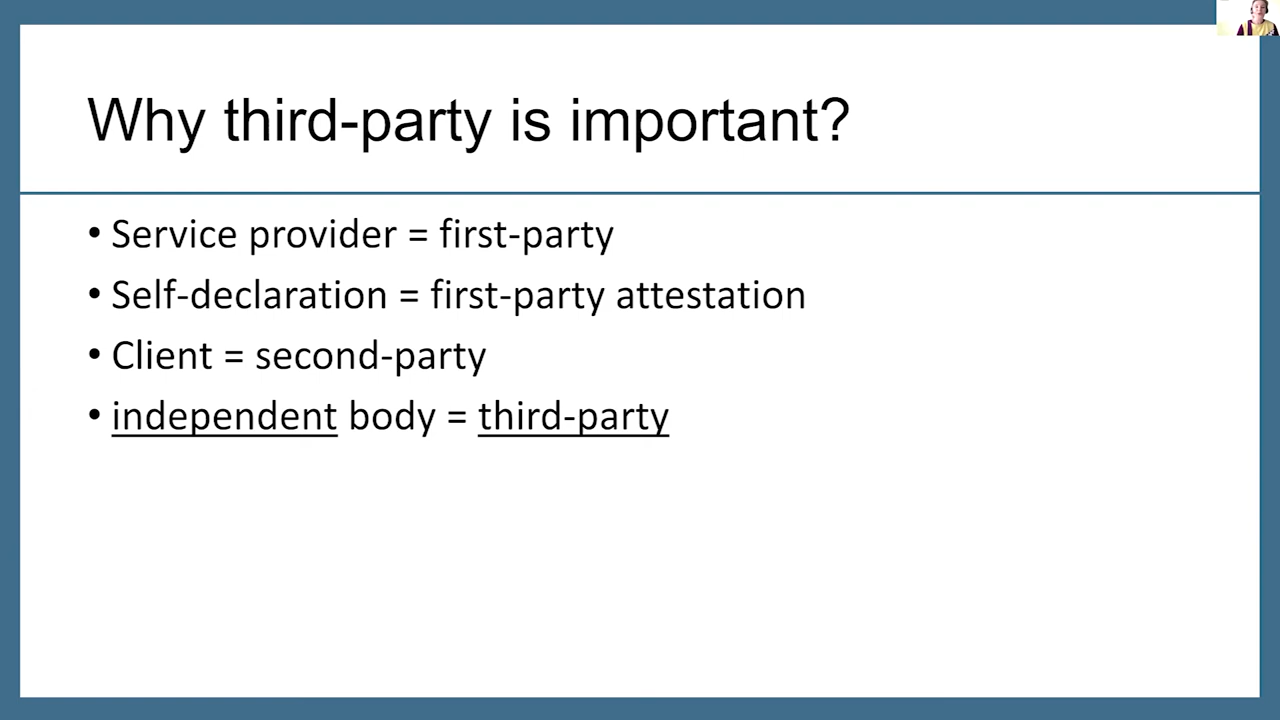 Why third-party is important?
• Service provider = first-party
• Self-declaration = first-party attestation
• Client = second-party
• independent body = third-party